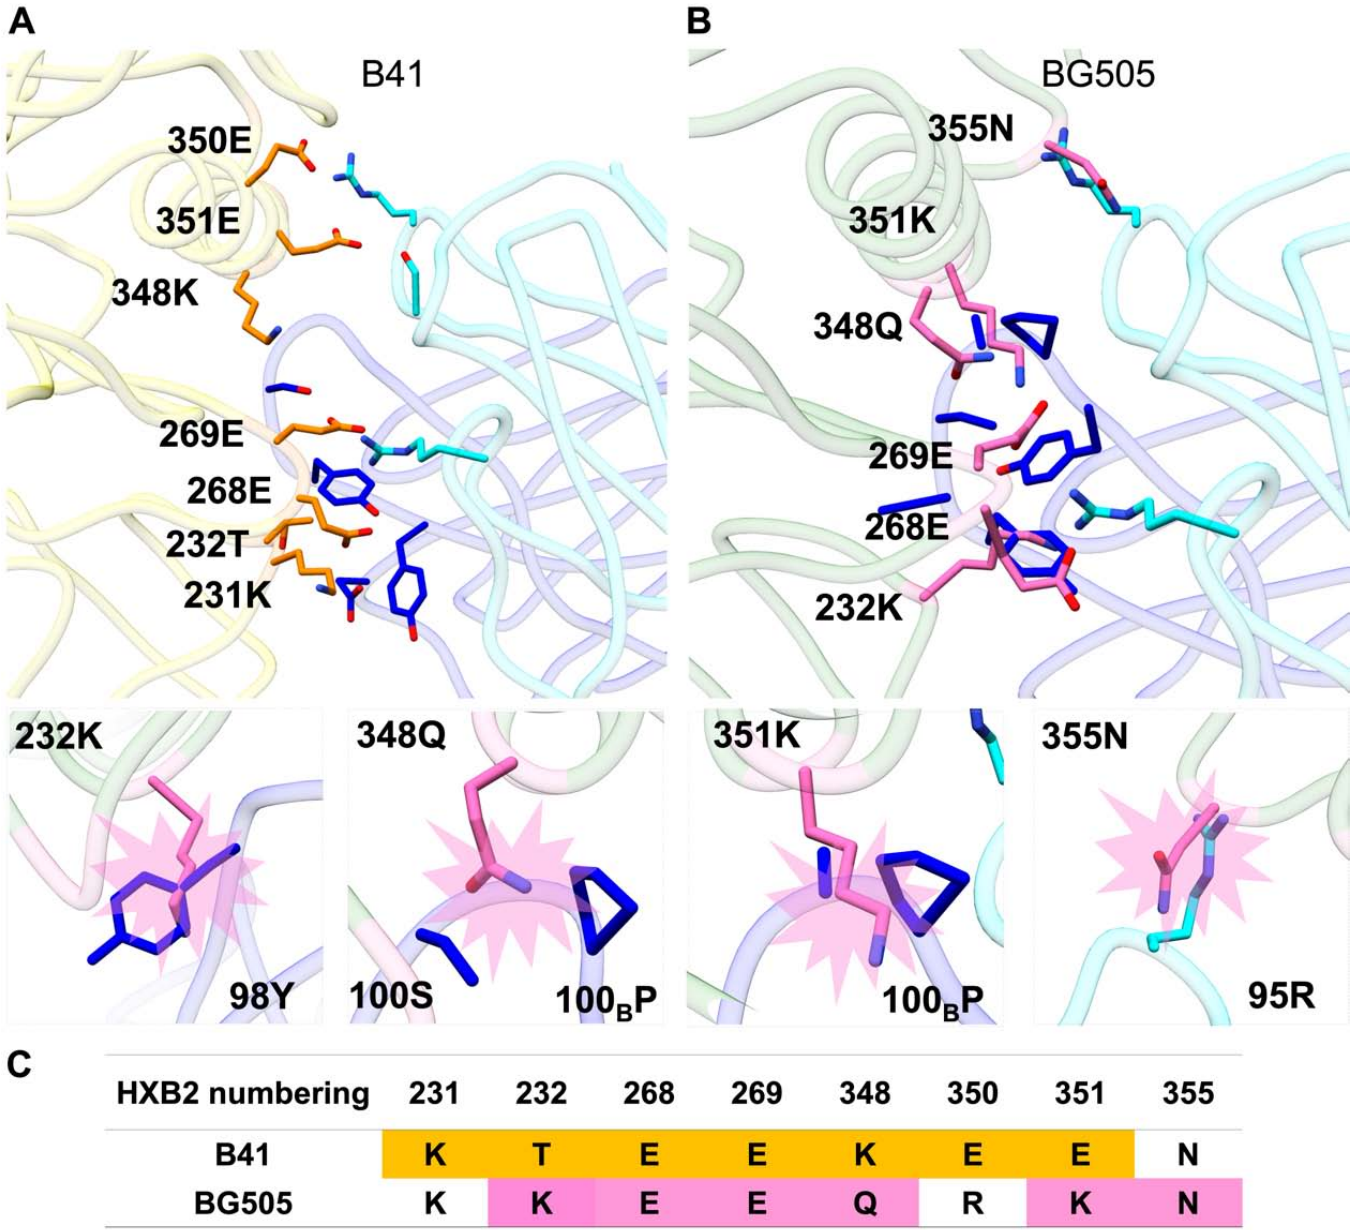 A
B41
350E
351E
348K
269E
268E
232T
231K
B
BG505
355N
351K
348Q
269E
268E
232K
232K
98Y
348Q
100S
100BP
351K
100BP
355N
95R
C
HXB2 numbering 231 232 268 269 348 350 351 355
B41 K T E E K E E N
BG505 K K E E Q R K N